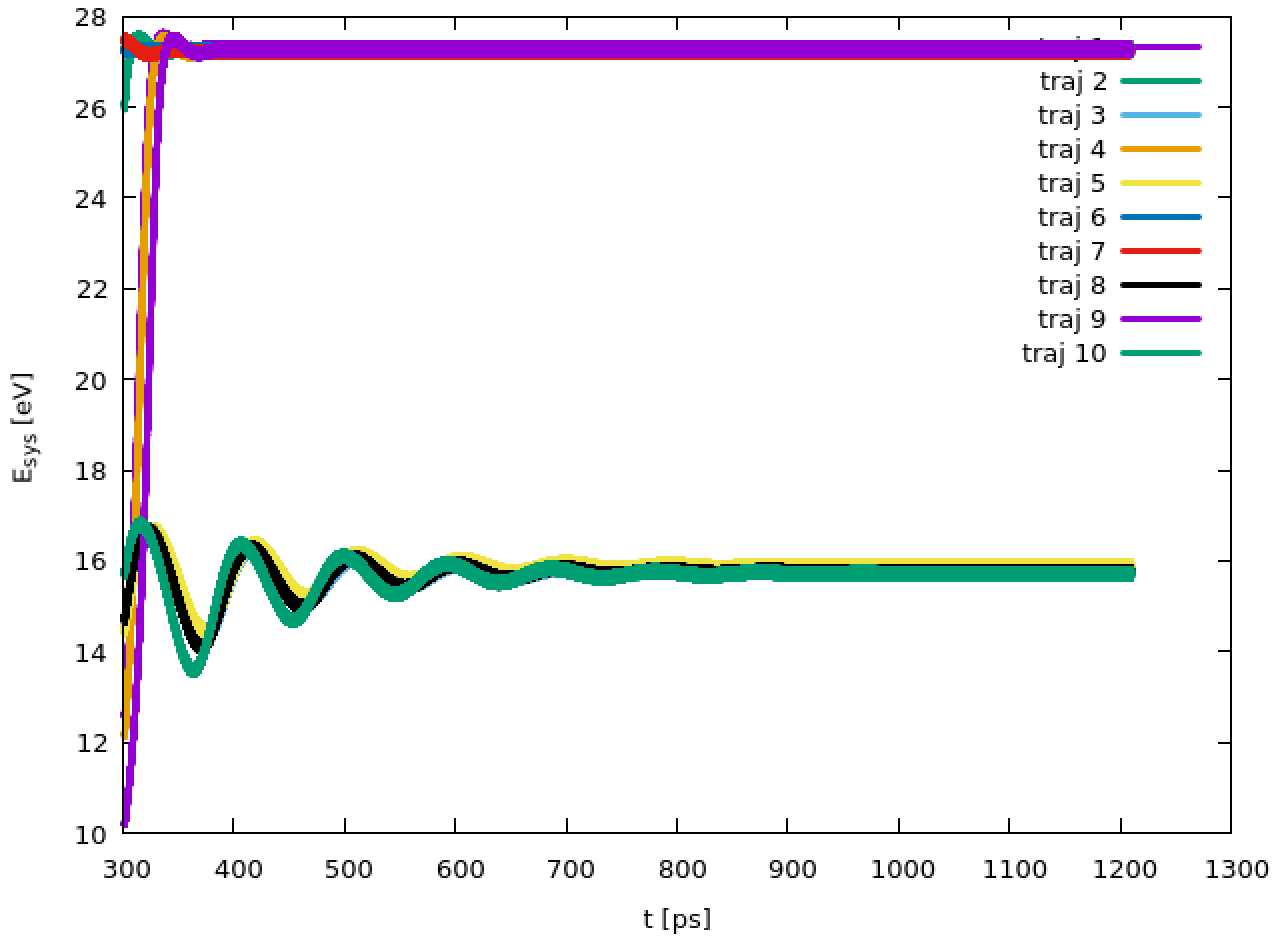 28
26
24
22
20
18
16
14
12
10
E_sys [eV]
300 400 500 600 700 800 900 1000 1100 1200 1300
t [ps]
traj 2
traj 3
traj 4
traj 5
traj 6
traj 7
traj 8
traj 9
traj 10